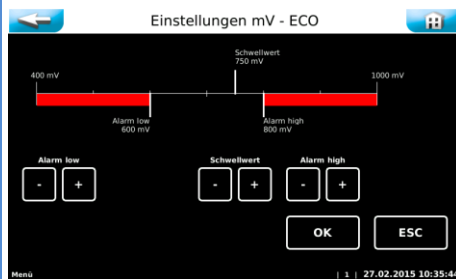 Einstellungen mV - ECO
Schwellwert
750 mV
400 mV
1000 mV
Alarm low
600 mV
Alarm high
800 mV
Alarm low
Schwellwert
Alarm high
- + - + - +
OK ESC
Menü | 1 | 27.02.2015 10:35:44